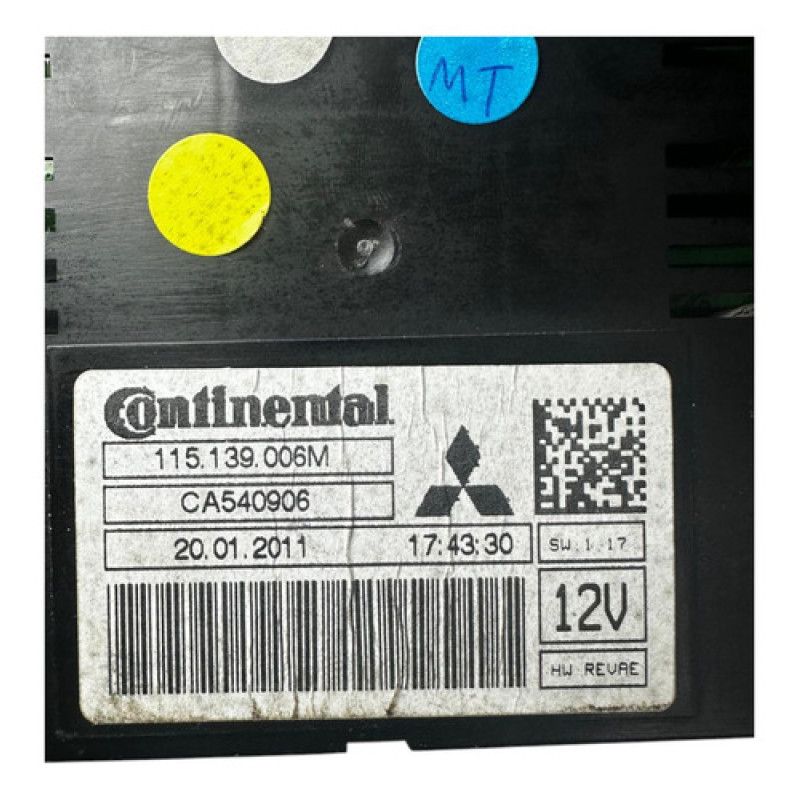 MT
Continental
115.139.006M
CA540906
20.01.2011 17:43:30
SW.1.17
12V
HW REVAE